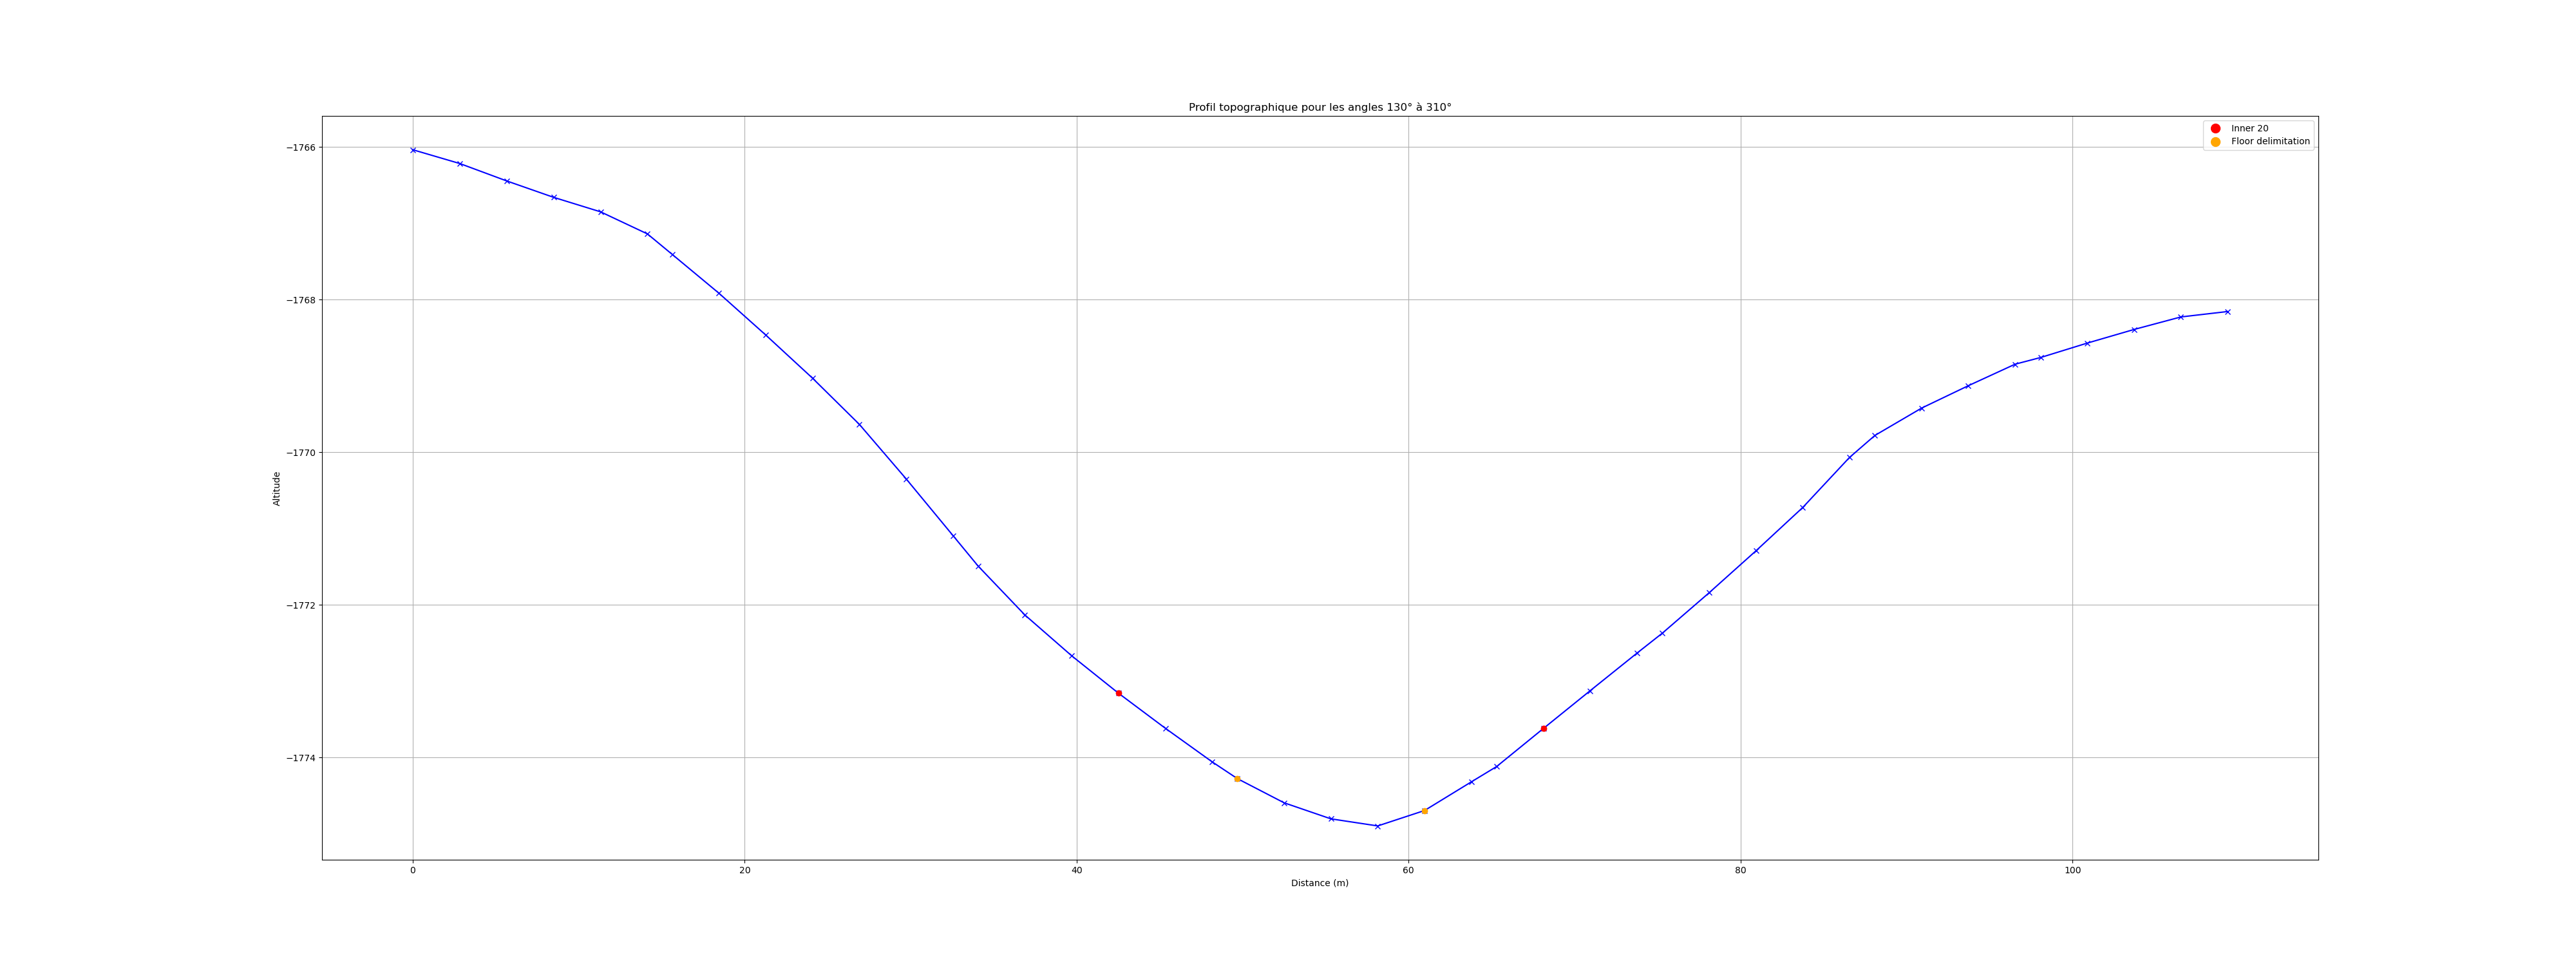 Profil topographique pour les angles 130° à 310°
Inner 20
Floor delimitation
−1766
−1768
−1770
−1772
−1774
Altitude
0 20 40 60 80 100
Distance (m)